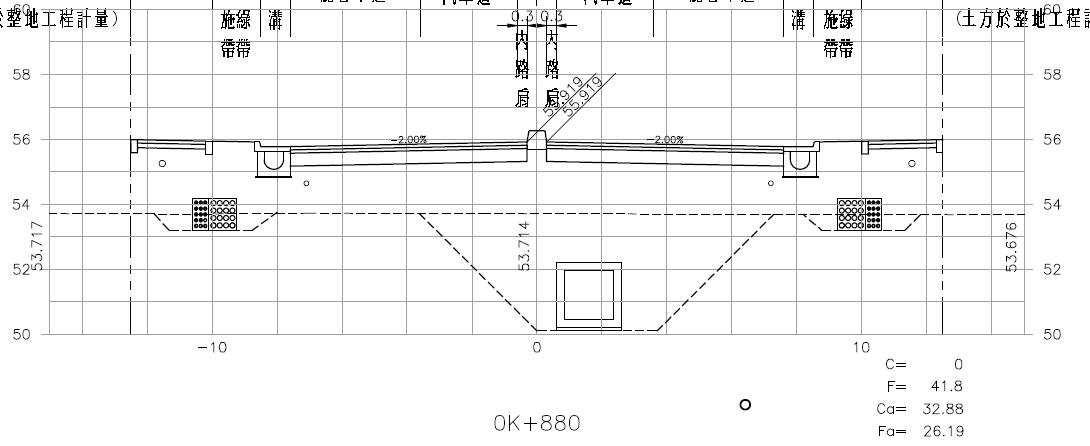 60
整地工程計量)
施綠
帶帶
溝
0.3 0.3
內路肩
內路肩
溝
施綠
帶帶
(土方於整地工程計
60
58
58
55.919
55.919
56
-2.00%
-2.00%
56
54
54
53.717
53.714
53.676
52
52
50
50
-10
0
10
C= 0
F= 41.8
Ca= 32.88
Fa= 26.19
0K+880